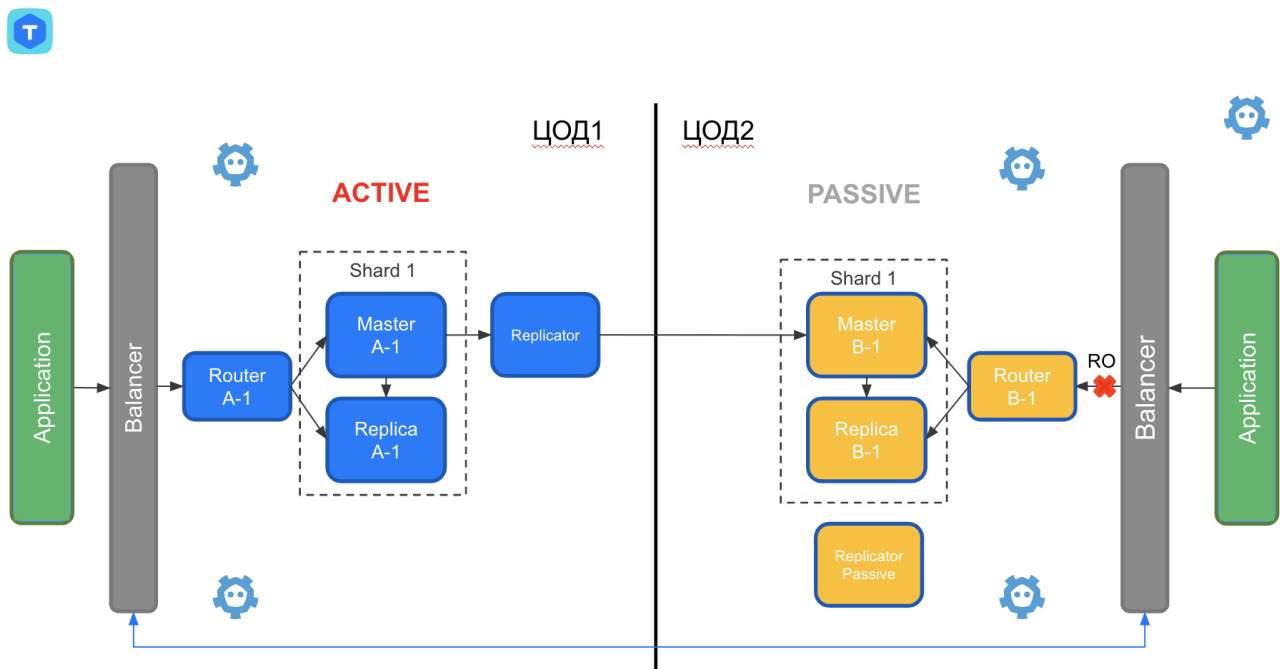 T
ЦОД1
ЦОД2
ACTIVE
PASSIVE
Application
Balancer
Router
A-1
Shard 1
Master
A-1
Replica
A-1
Replicator
Shard 1
Master
B-1
Replica
B-1
Replicator
Passive
Router
B-1
RO
Balancer
Application